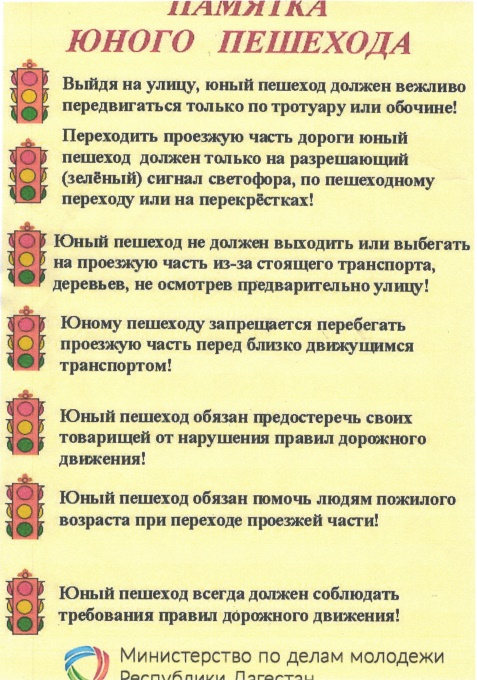 ПАМЯТКА
ЮНОГО ПЕШЕХОДА
Выйдя на улицу, юный пешеход должен вежливо
передвигаться только по тротуару или обочине!
Переходить проезжую часть дороги юный
пешеход должен только на разрешающий
(зелёный) сигнал светофора, по пешеходному
переходу или на перекрёстках!
Юный пешеход не должен выходить или выбегать
на проезжую часть из-за стоящего транспорта,
деревьев, не осмотрев предварительно улицу!
Юному пешеходу запрещается перебегать
проезжую часть перед близко движущимся
транспортом!
Юный пешеход обязан предостеречь своих
товарищей от нарушения правил дорожного
движения!
Юный пешеход обязан помочь людям пожилого
возраста при переходе проезжей части!
Юный пешеход всегда должен соблюдать
требования правил дорожного движения!
Министерство по делам молодежи
Республики Дагестан